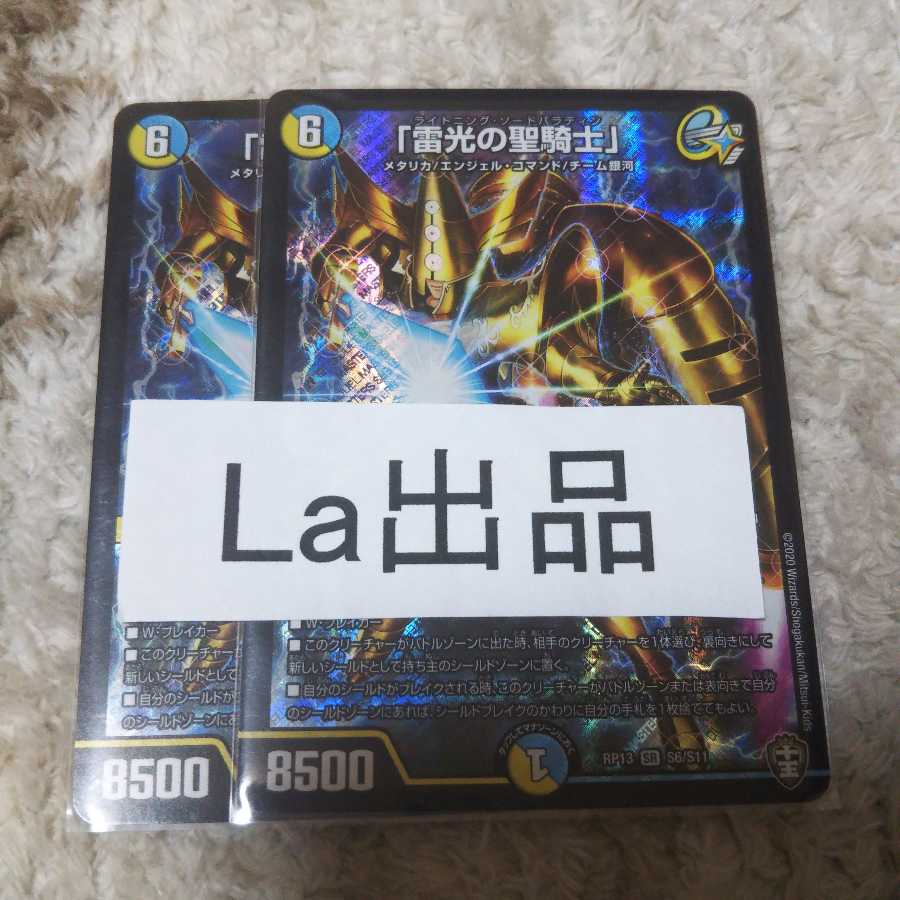 6
「
メタリ
6
ライトニング・ソードパラディン
「雷光の聖騎士」
メタリカ/エンジェル・コマンド/チーム銀河
La出品
■ W・ブレイカー
■ このクリーチャーが
新しいシールドとして
■ 自分のシールドが
のシールドゾーンにあ
8500
■ W・ブレイカー
■ このクリーチャーがバトルゾーンに出た時、相手のクリーチャーを1体選び、裏向きにして
新しいシールドとして持ち主のシールドゾーンに置く。
■ 自分のシールドがブレイクされる時、このクリーチャーがバトルゾーンまたは表向きで自分
のシールドゾーンにあれば、シールドブレイクのかわりに自分の手札を1枚捨ててもよい。
8500
タップしてマナゾーンに置く
1
RP13 SR S6/S11
©2020 Wizards/Shogakukan/Mitsui-Kids